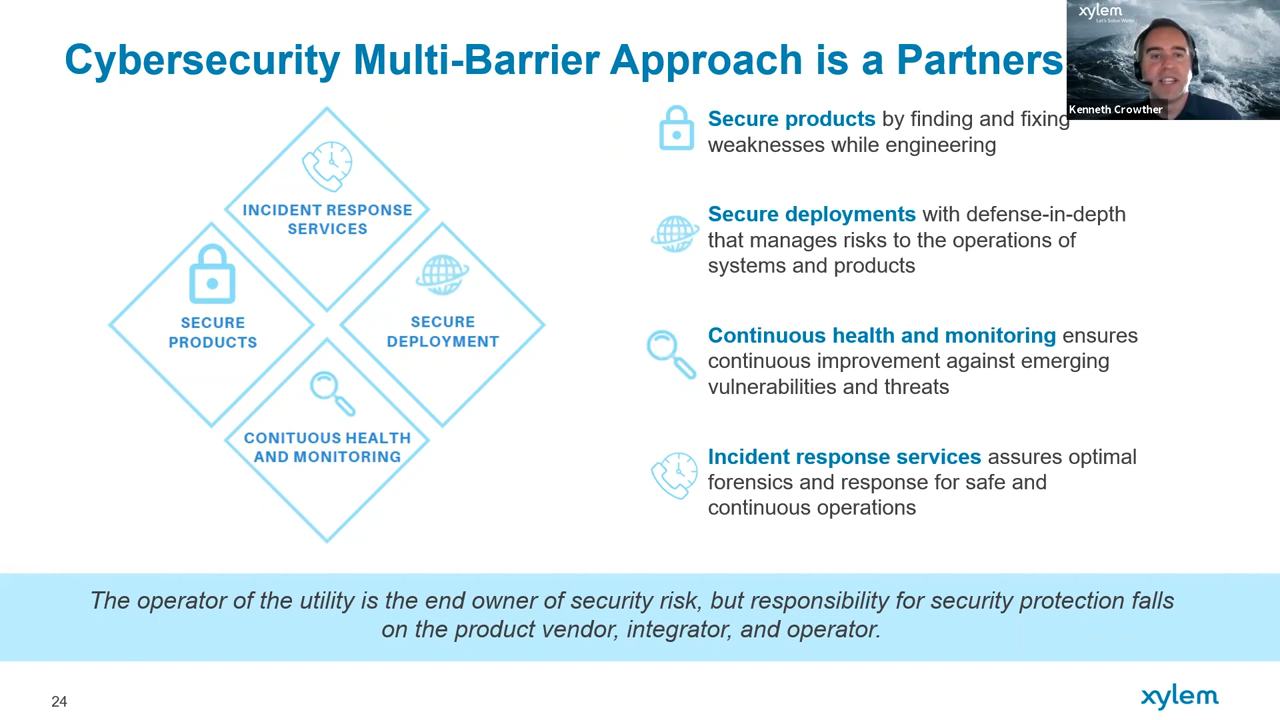 Cybersecurity Multi-Barrier Approach is a Partners
xylem
Let's Solve Water
Kenneth Crowther
INCIDENT RESPONSE
SERVICES
SECURE
PRODUCTS
SECURE
DEPLOYMENT
CONITUOUS HEALTH
AND MONITORING
Secure products by finding and fixing
weaknesses while engineering
Secure deployments with defense-in-depth
that manages risks to the operations of
systems and products
Continuous health and monitoring ensures
continuous improvement against emerging
vulnerabilities and threats
Incident response services assures optimal
forensics and response for safe and
continuous operations
The operator of the utility is the end owner of security risk, but responsibility for security protection falls
on the product vendor, integrator, and operator.
24
xylem